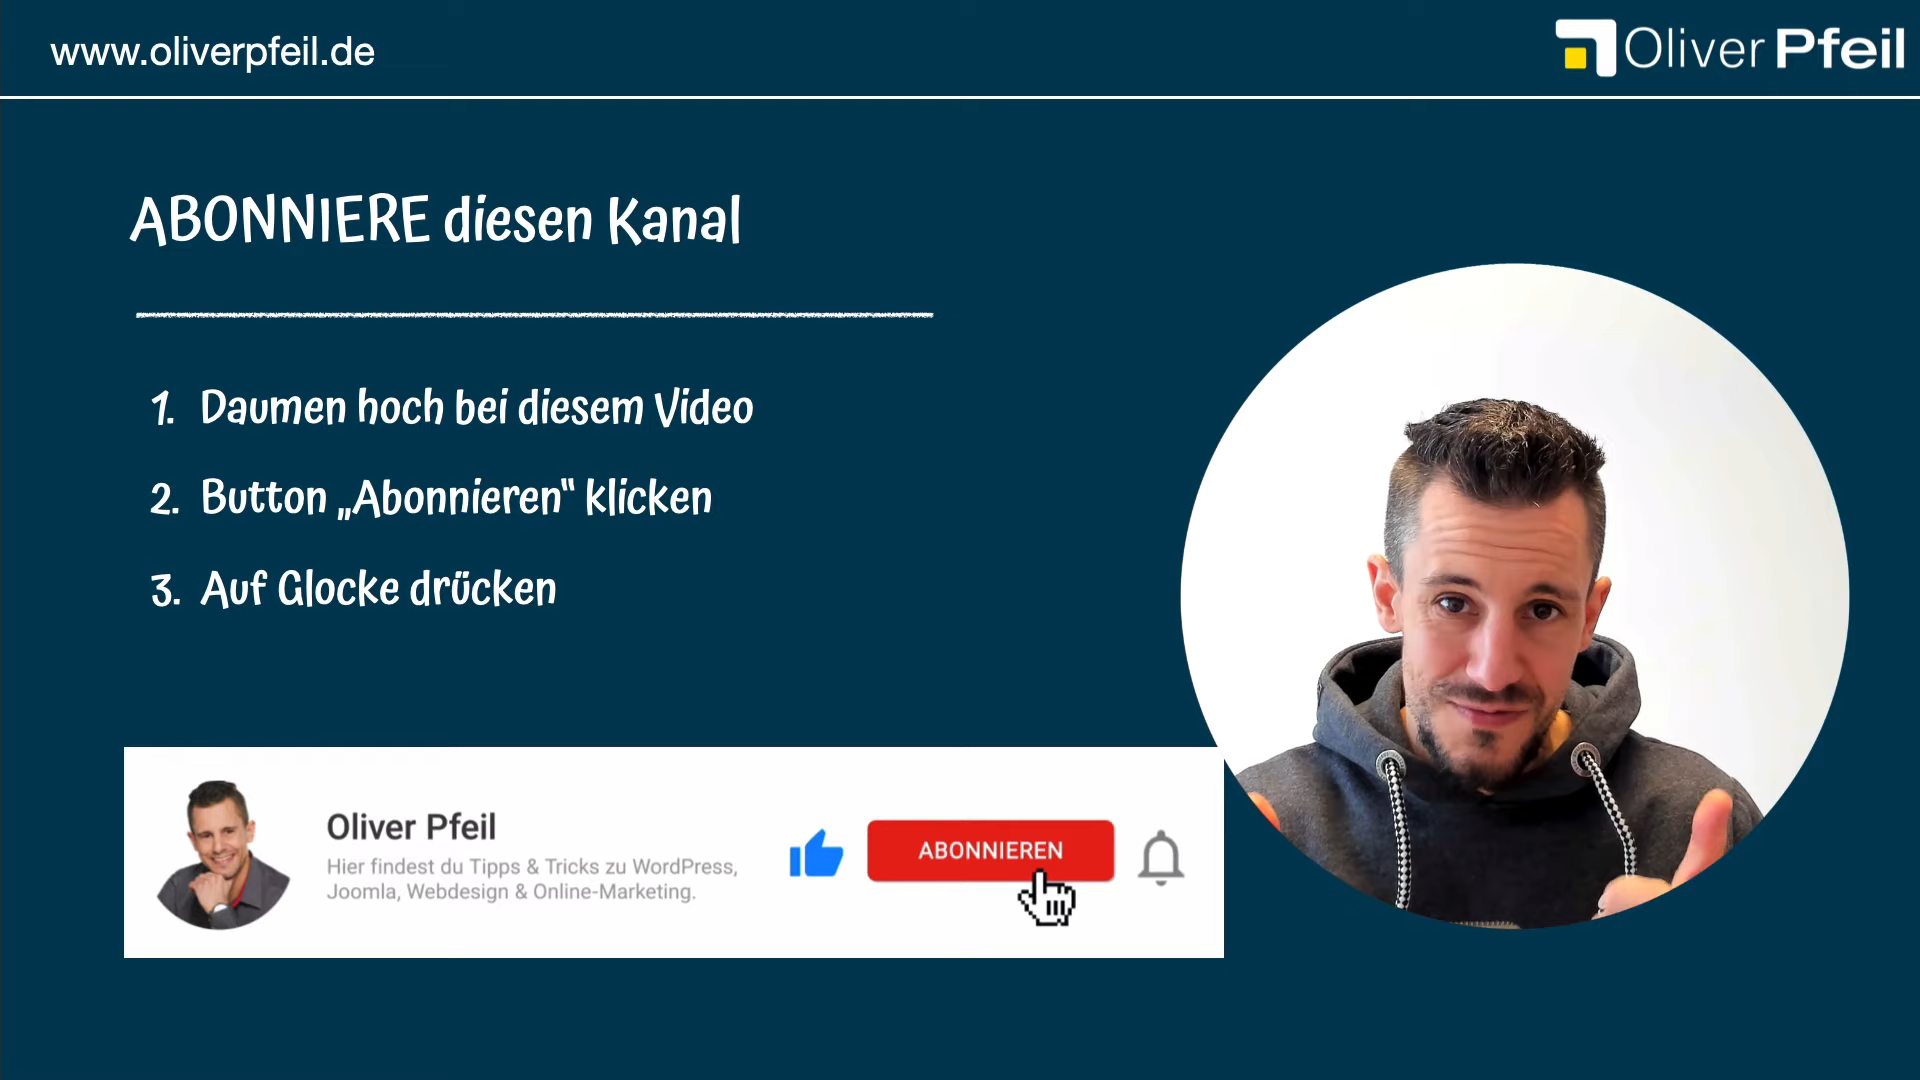 www.oliverpfeil.de
Oliver Pfeil
ABONNIERE diesen Kanal
1. Daumen hoch bei diesem Video
2. Button „Abonnieren“ klicken
3. Auf Glocke drücken
Oliver Pfeil
Hier findest du Tipps & Tricks zu WordPress,
Joomla, Webdesign & Online-Marketing.
ABONNIEREN